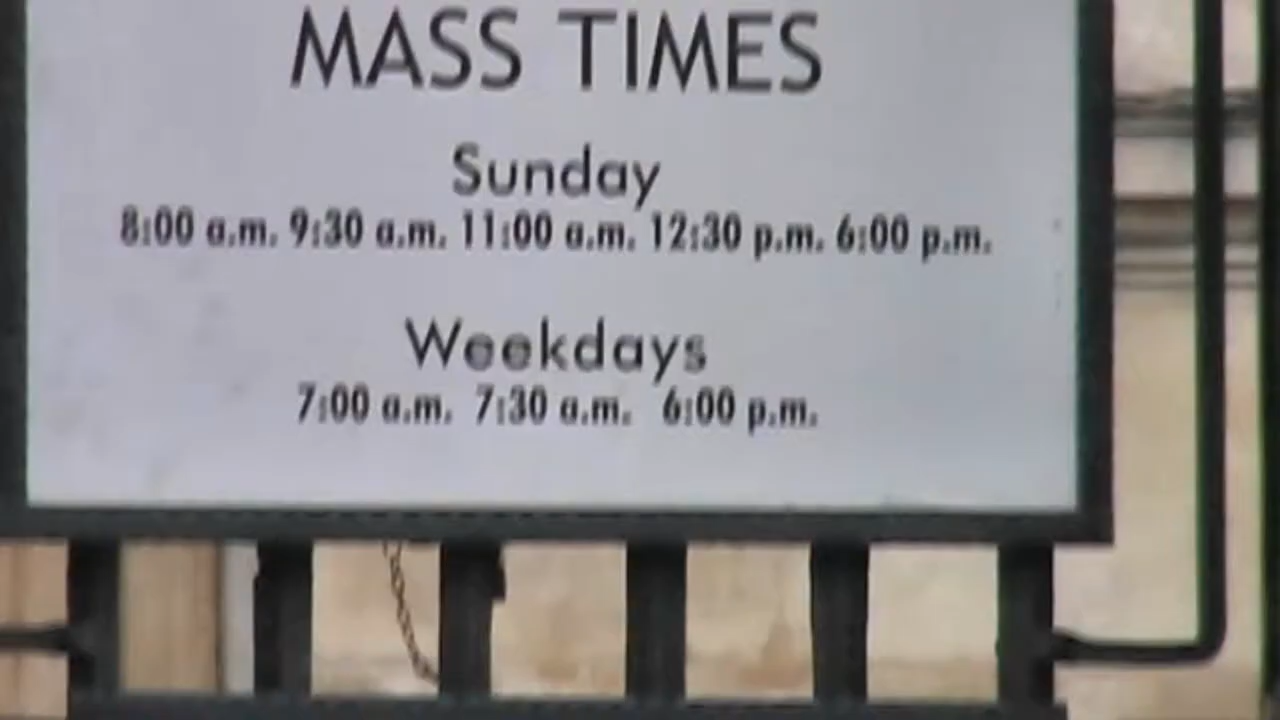 MASS TIMES
Sunday
8:00 a.m. 9:30 a.m. 11:00 a.m. 12:30 p.m. 6:00 p.m.
Weekdays
7:00 a.m. 7:30 a.m. 6:00 p.m.